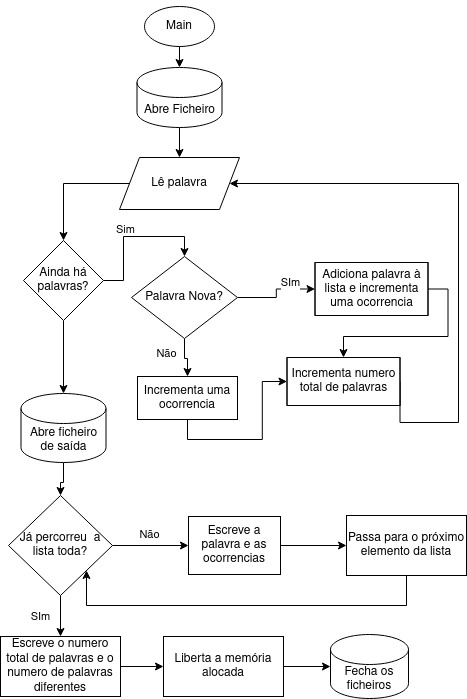 Main
Abre Ficheiro
Lê palavra
Sim
Ainda há
palavras?
Palavra Nova?
SIm
Adiciona palavra à
lista e incrementa
uma ocorrencia
Não
Incrementa numero
total de palavras
Incrementa uma
ocorrencia
Abre ficheiro
de saída
Já percorreu a
lista toda?
Não
Escreve a
palavra e as
ocorrencias
Passa para o próximo
elemento da lista
SIm
Escreve o numero
total de palavras e o
numero de palavras
diferentes
Liberta a memória
alocada
Fecha os
ficheiros